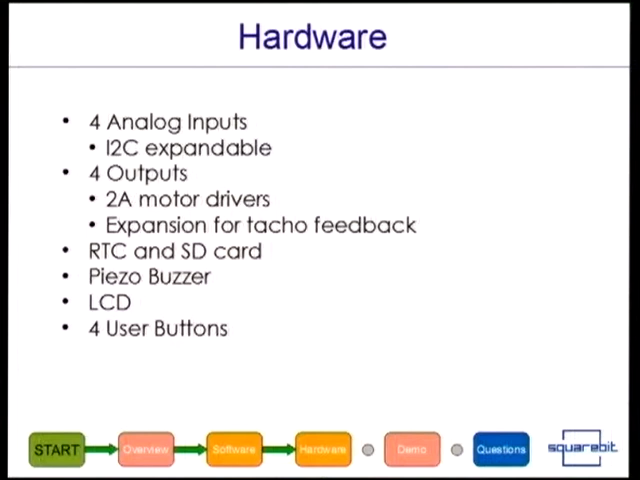 Hardware
• 4 Analog Inputs
• I2C expandable
• 4 Outputs
• 2A motor drivers
• Expansion for tacho feedback
• RTC and SD card
• Piezo Buzzer
• LCD
• 4 User Buttons
START Overview Software Hardware Demo Questions squarebit